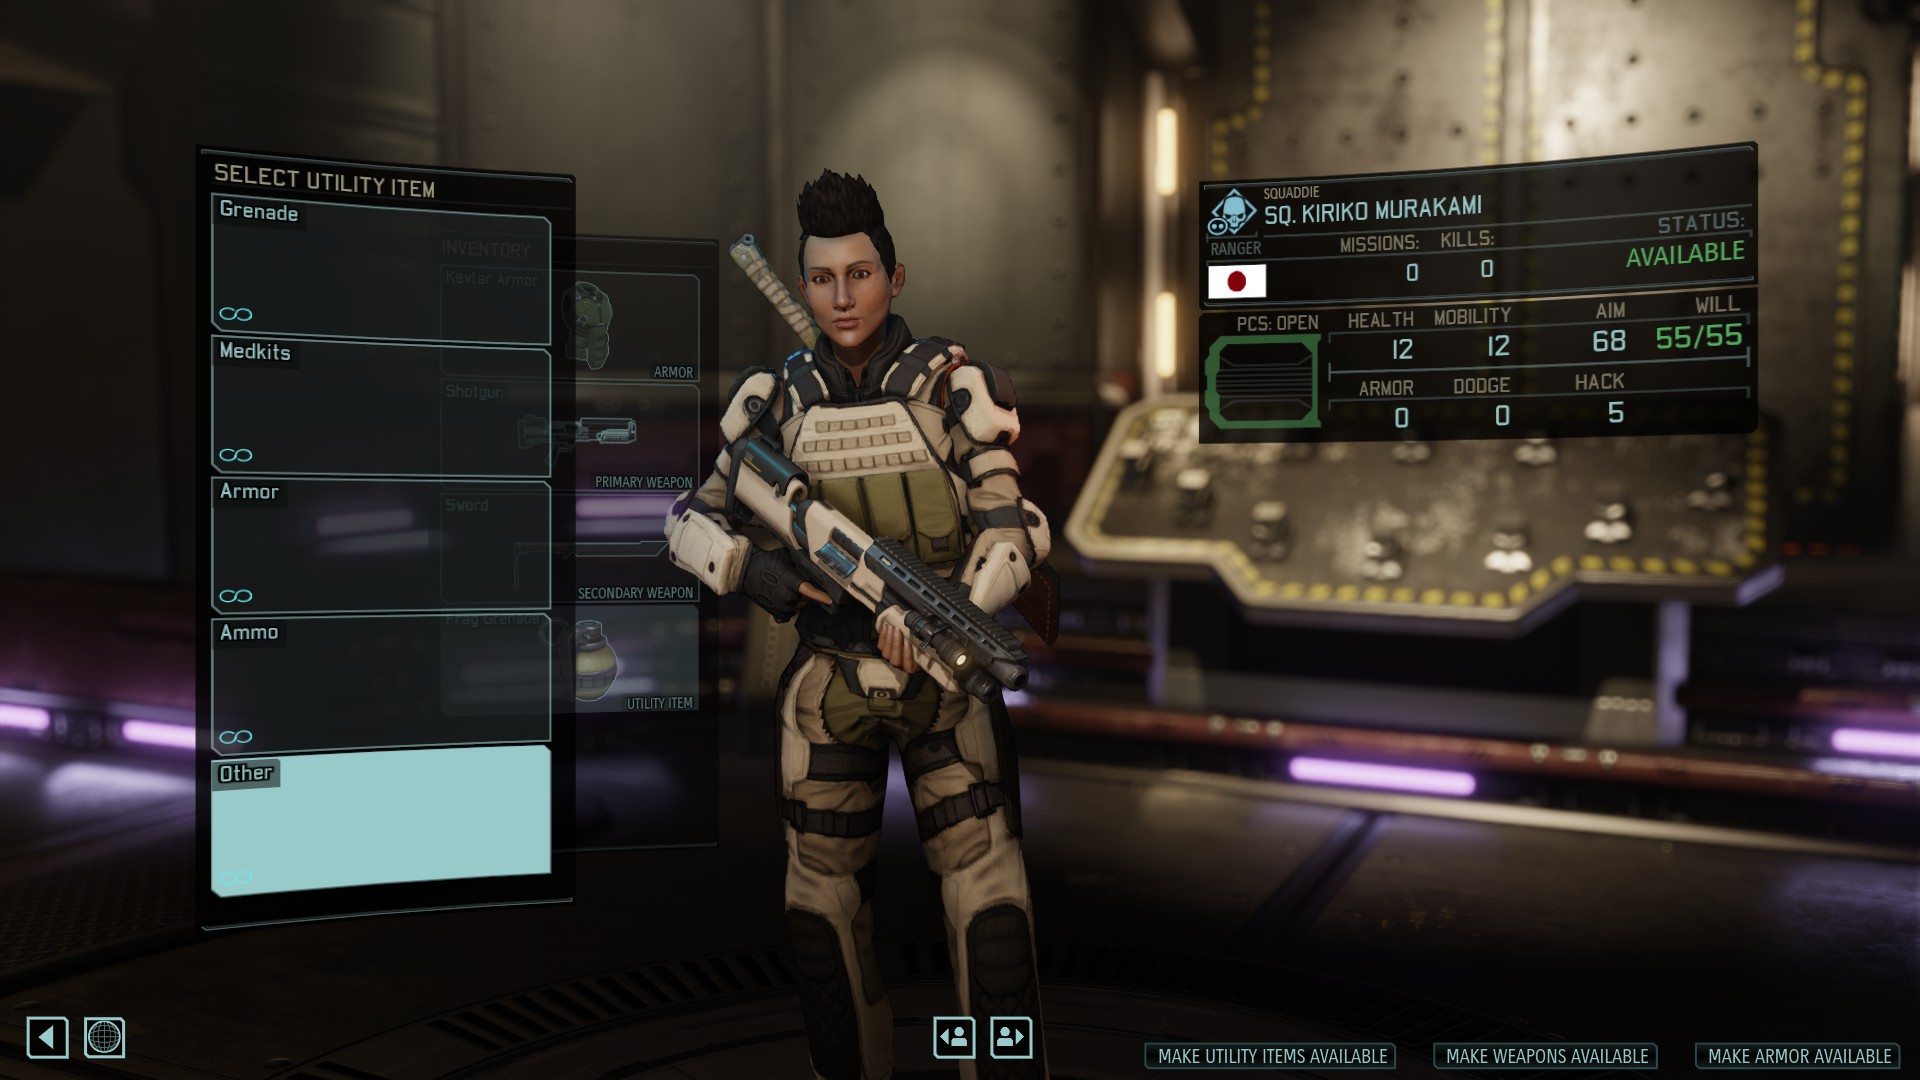 SELECT UTILITY ITEM
Grenade
∞
Medkits
∞
Armor
∞
Ammo
∞
Other
∞
INVENTORY
Kevlar Armor
ARMOR
Shotgun
PRIMARY WEAPON
Sword
SECONDARY WEAPON
Frag Grenade
UTILITY ITEM
SQUADDIE
SQ. KIRIKO MURAKAMI
RANGER
MISSIONS: KILLS:
0 0
STATUS:
AVAILABLE
PCS: OPEN
HEALTH MOBILITY AIM WILL
12 12 68 55/55
ARMOR DODGE HACK
0 0 5
MAKE UTILITY ITEMS AVAILABLE
MAKE WEAPONS AVAILABLE
MAKE ARMOR AVAILABLE